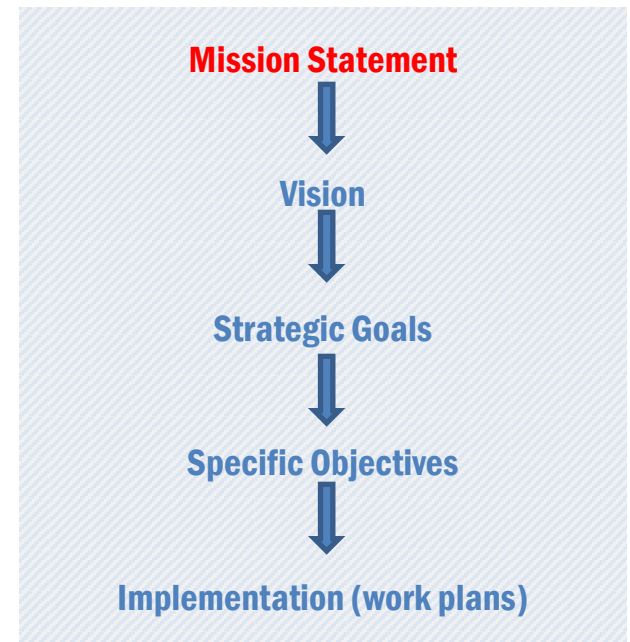 Mission Statement
Vision
Strategic Goals
Specific Objectives
Implementation (work plans)